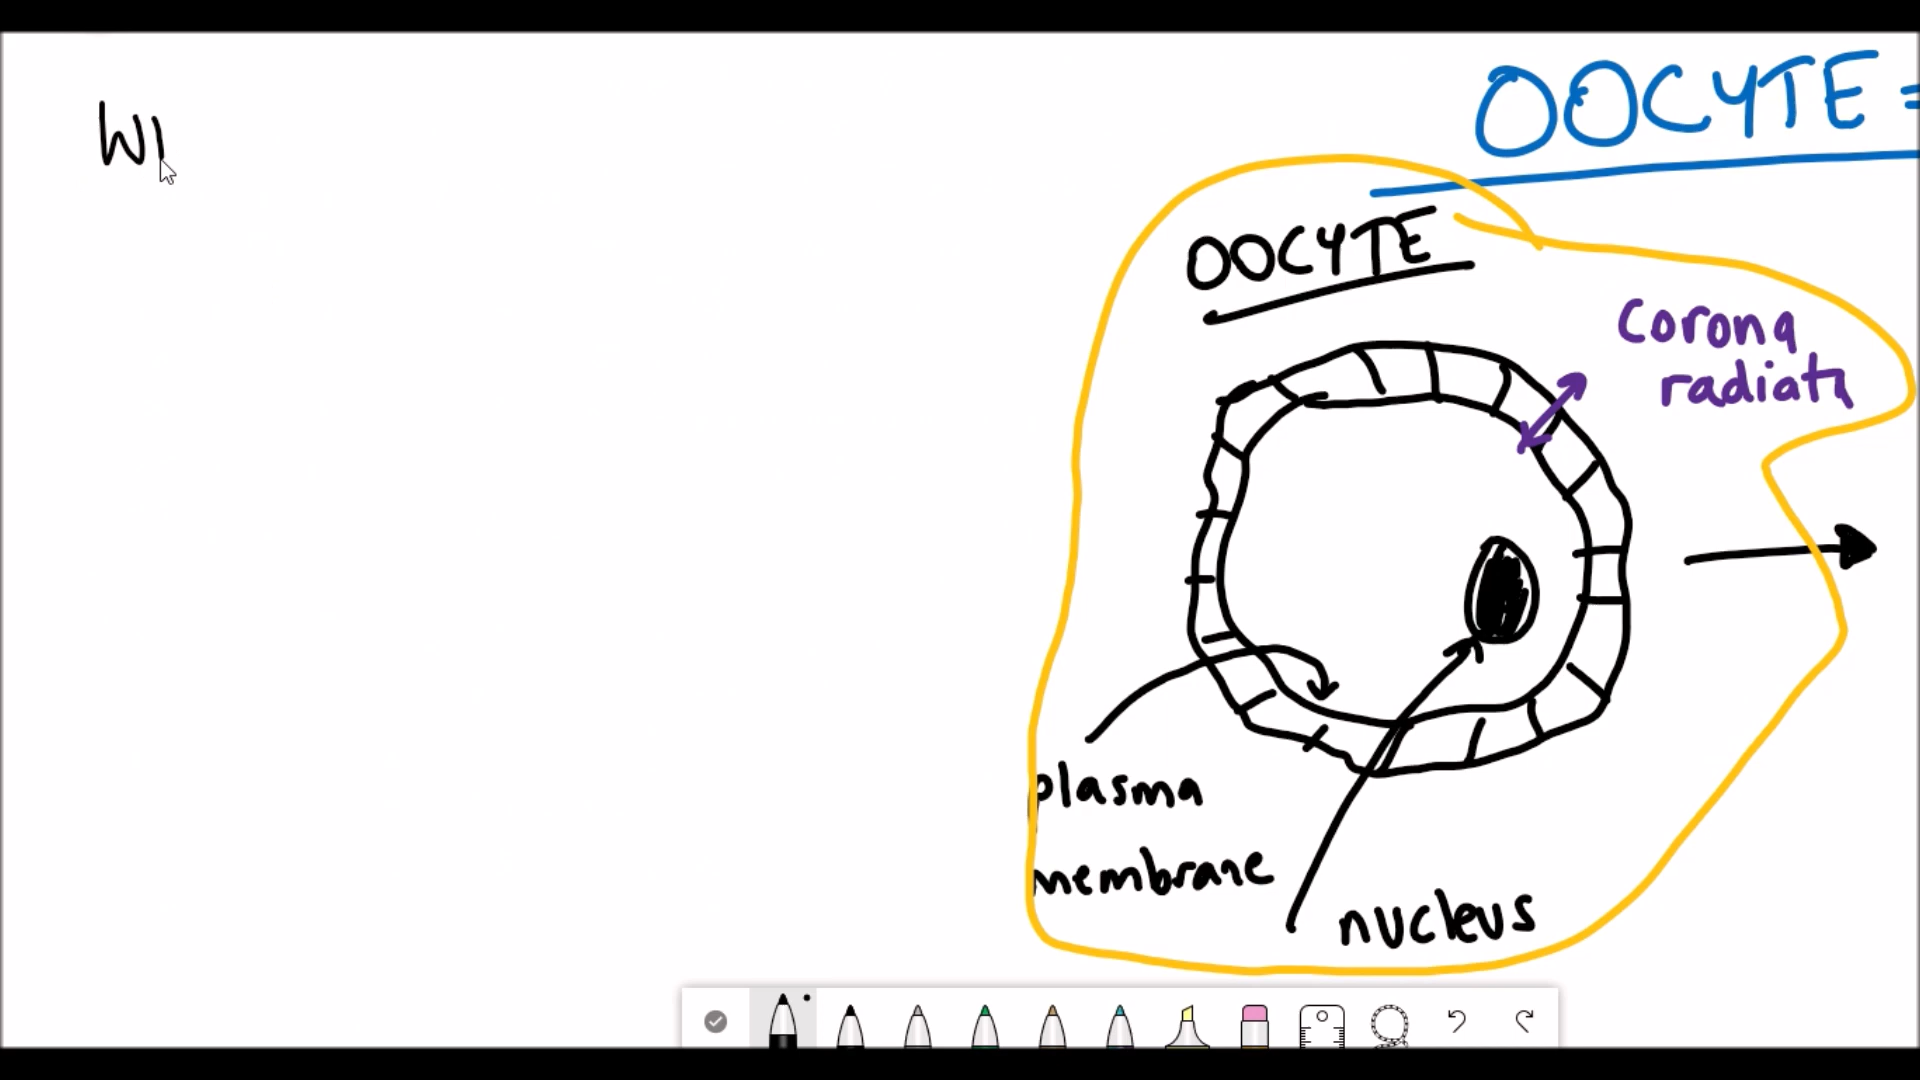 WI
OOCYTE =
OOCYTE
Corona
radiata
plasma
membrane
nucleus